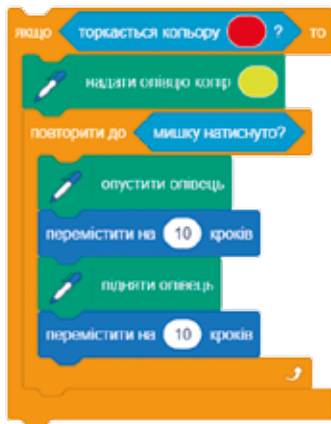 якщо торкається кольору ? то
надати олівцю колір
повторити до мишку натиснуто?
опустити олівець
перемістити на 10 кроків
підняти олівець
перемістити на 10 кроків